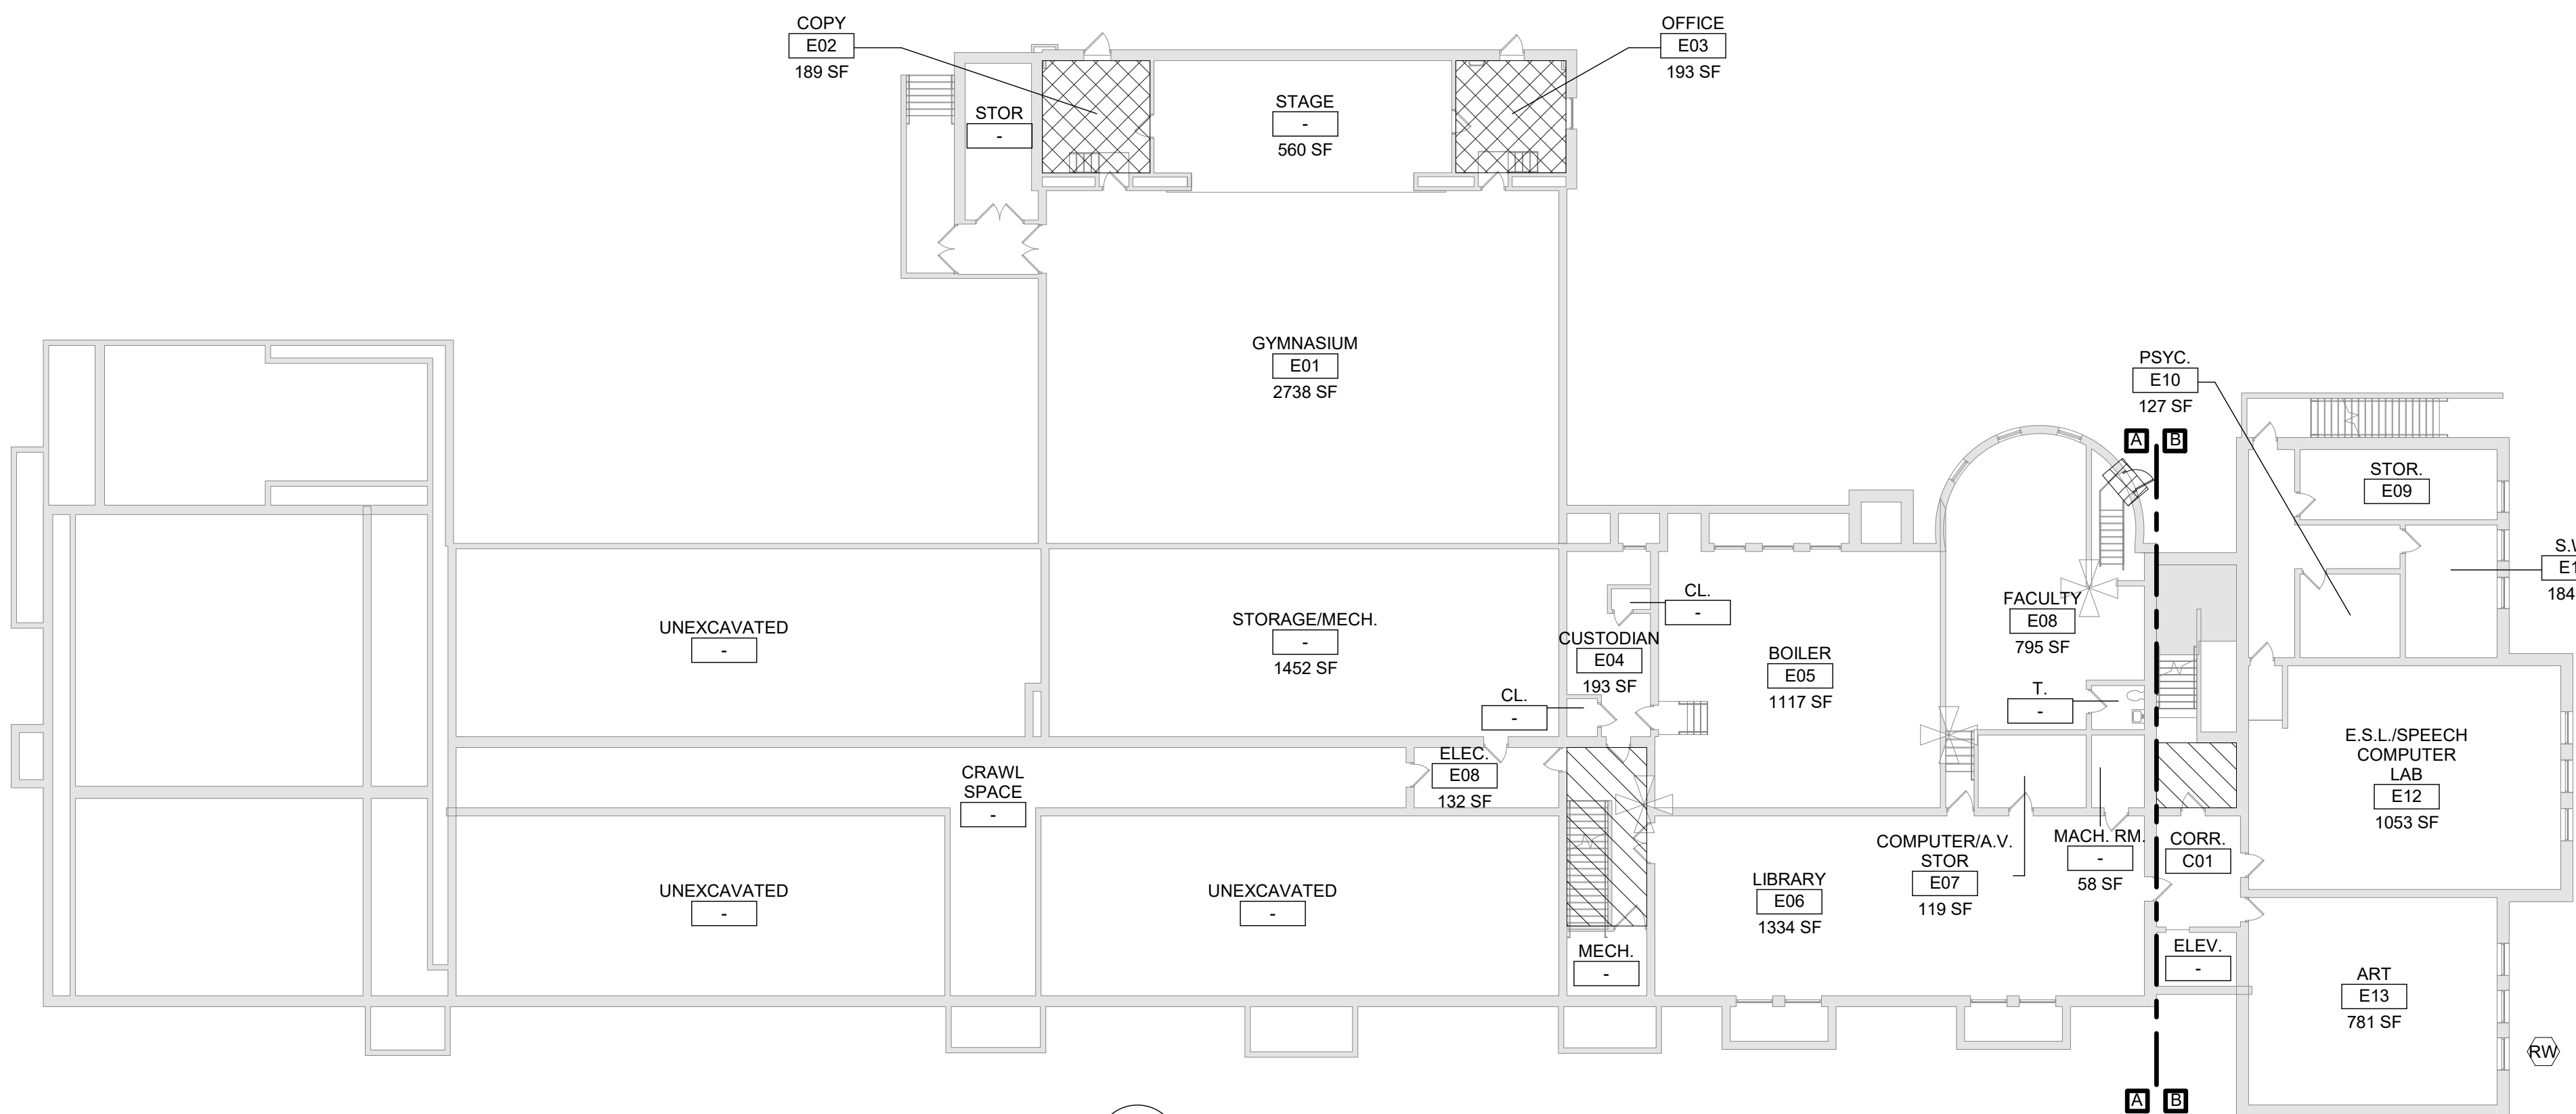 COPY
E02
189 SF
OFFICE
E03
193 SF
STOR
-
STAGE
-
560 SF
GYMNASIUM
E01
2738 SF
PSYC.
E10
127 SF
A
B
STOR.
E09
S.W
E1
184
UNEXCAVATED
-
STORAGE/MECH.
-
1452 SF
CL.
-
CUSTODIAN
E04
193 SF
BOILER
E05
1117 SF
FACULTY
E08
795 SF
T.
-
CL.
-
E.S.L./SPEECH
COMPUTER
LAB
E12
1053 SF
CRAWL
SPACE
-
ELEC.
E08
132 SF
UNEXCAVATED
-
UNEXCAVATED
-
LIBRARY
E06
1334 SF
COMPUTER/A.V.
STOR
E07
119 SF
MACH. RM.
-
58 SF
CORR.
C01
MECH.
-
ELEV.
-
ART
E13
781 SF
RW
A
B